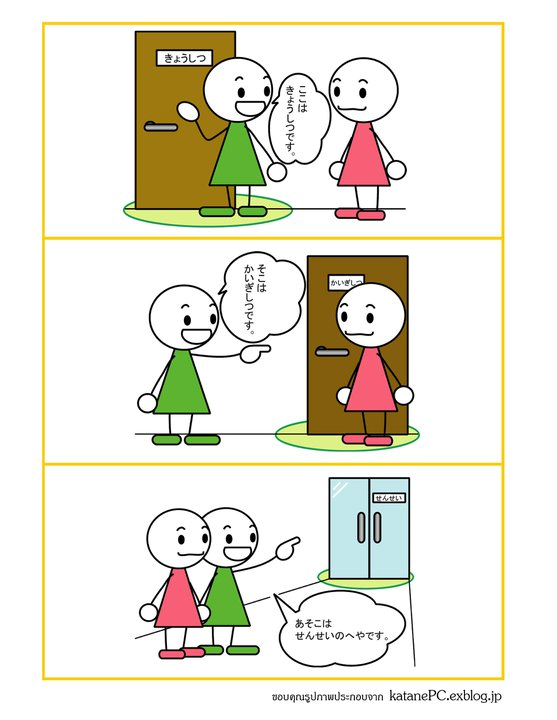 きょうしつ
ここは
きょうしつです。
そこは
かいぎしつです。
かいぎしつ
せんせい
あそこは
せんせいのへやです。
ขอบคุณรูปภาพประกอบจาก katanePC.exblog.jp